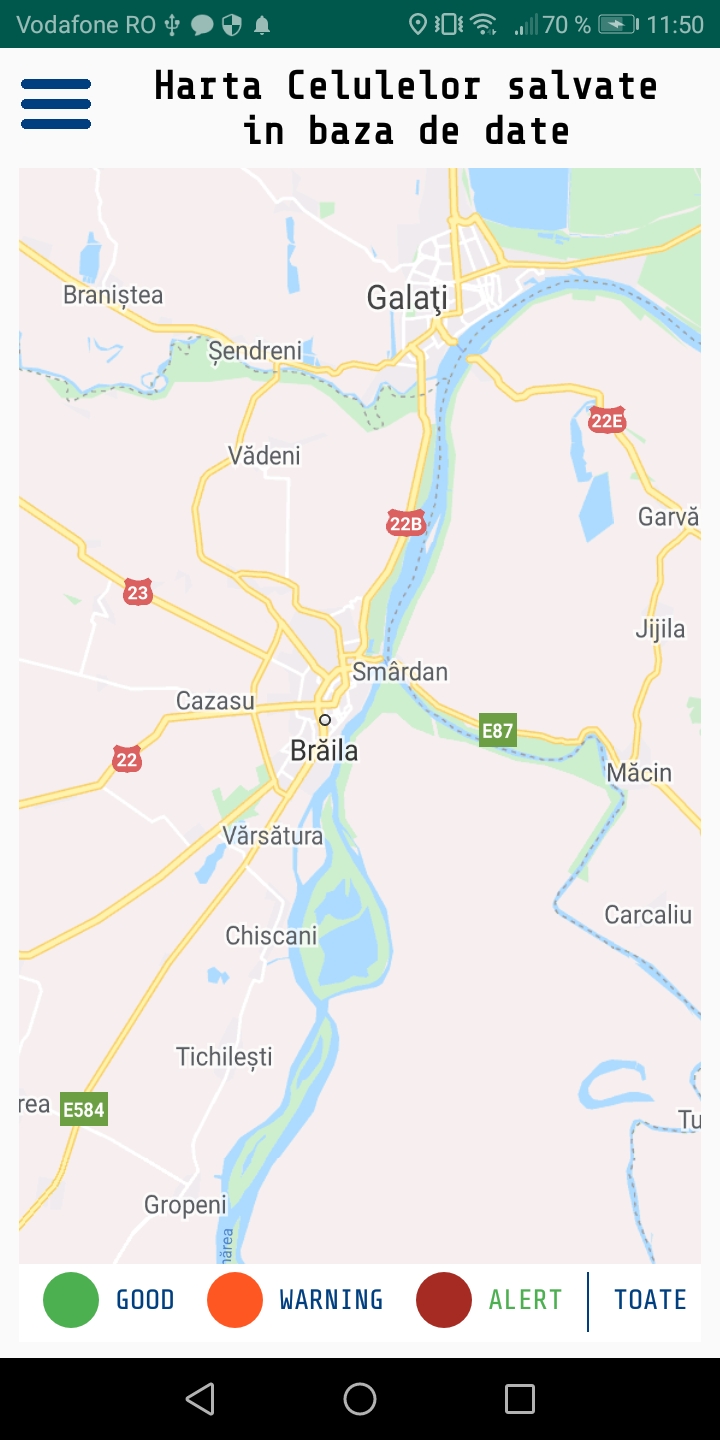 Vodafone RO 70 % 11:50
Harta Celulelor salvate
in baza de date
Braniștea
Galaţi
Șendreni
22E
Vădeni
Garvă
22B
23
Jijila
Smârdan
Cazasu
E87
Brăila
22
Măcin
Vărsătura
Carcaliu
Chiscani
Tichilești
rea
E584
Tu
Gropeni
nărea
GOOD WARNING ALERT TOATE